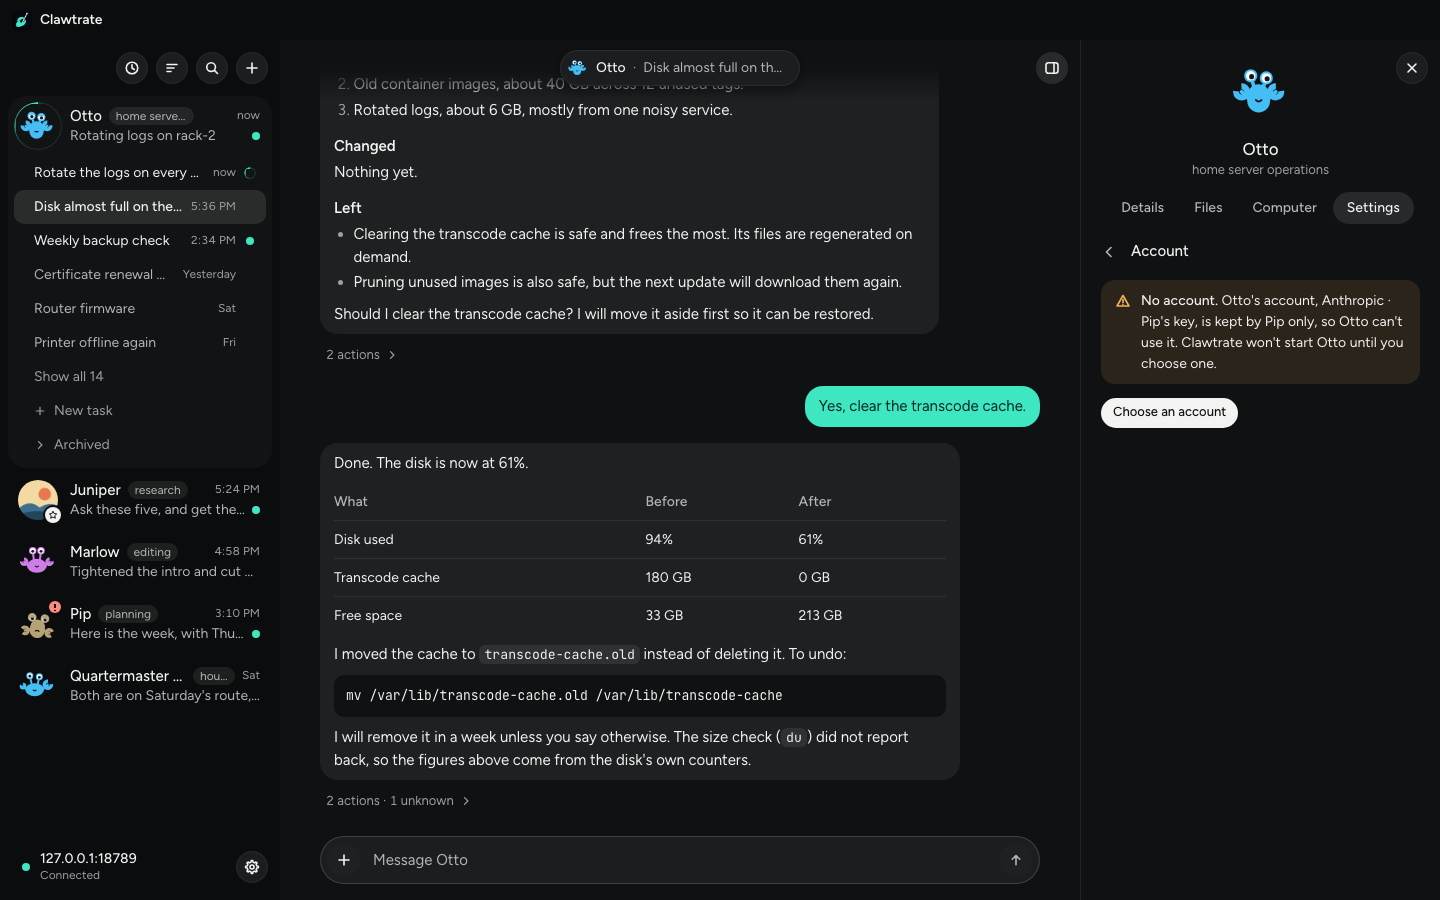 Clawtrate
Otto
home serve...
now
Rotating logs on rack-2
Rotate the logs on every ...
now
Disk almost full on the...
5:36 PM
Weekly backup check
2:34 PM
Certificate renewal ...
Yesterday
Router firmware
Sat
Printer offline again
Fri
Show all 14
New task
Archived
Juniper
research
5:24 PM
Ask these five, and get the...
Marlow
editing
4:58 PM
Tightened the intro and cut ...
Pip
planning
3:10 PM
Here is the week, with Thu...
Quartermaster ...
hou...
Sat
Both are on Saturday's route,...
127.0.0.1:18789
Connected
Otto · Disk almost full on th...
2. Old container images, about 40 GB across 12 unused tags.
3. Rotated logs, about 6 GB, mostly from one noisy service.
Changed
Nothing yet.
Left
Clearing the transcode cache is safe and frees the most. Its files are regenerated on
demand.
Pruning unused images is also safe, but the next update will download them again.
Should I clear the transcode cache? I will move it aside first so it can be restored.
2 actions
Yes, clear the transcode cache.
Done. The disk is now at 61%.
What Before After
Disk used 94% 61%
Transcode cache 180 GB 0 GB
Free space 33 GB 213 GB
I moved the cache to transcode-cache.old instead of deleting it. To undo:
mv /var/lib/transcode-cache.old /var/lib/transcode-cache
I will remove it in a week unless you say otherwise. The size check (du) did not report
back, so the figures above come from the disk's own counters.
2 actions · 1 unknown
Message Otto
Otto
home server operations
Details
Files
Computer
Settings
Account
No account. Otto's account, Anthropic ·
Pip's key, is kept by Pip only, so Otto can't
use it. Clawtrate won't start Otto until you
choose one.
Choose an account